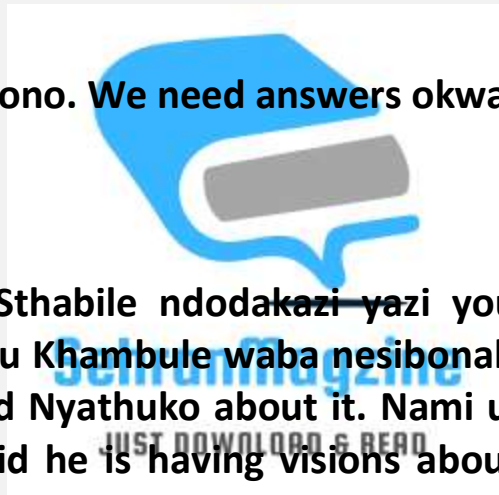 ono. We need answers okwa
Sthabile ndodakazi yazi you
u Khambule waba nesibonal
SehrunMagzine
d Nyathuko about it. Nami u
JUST DOWNLOAD & READ
id he is having visions abou